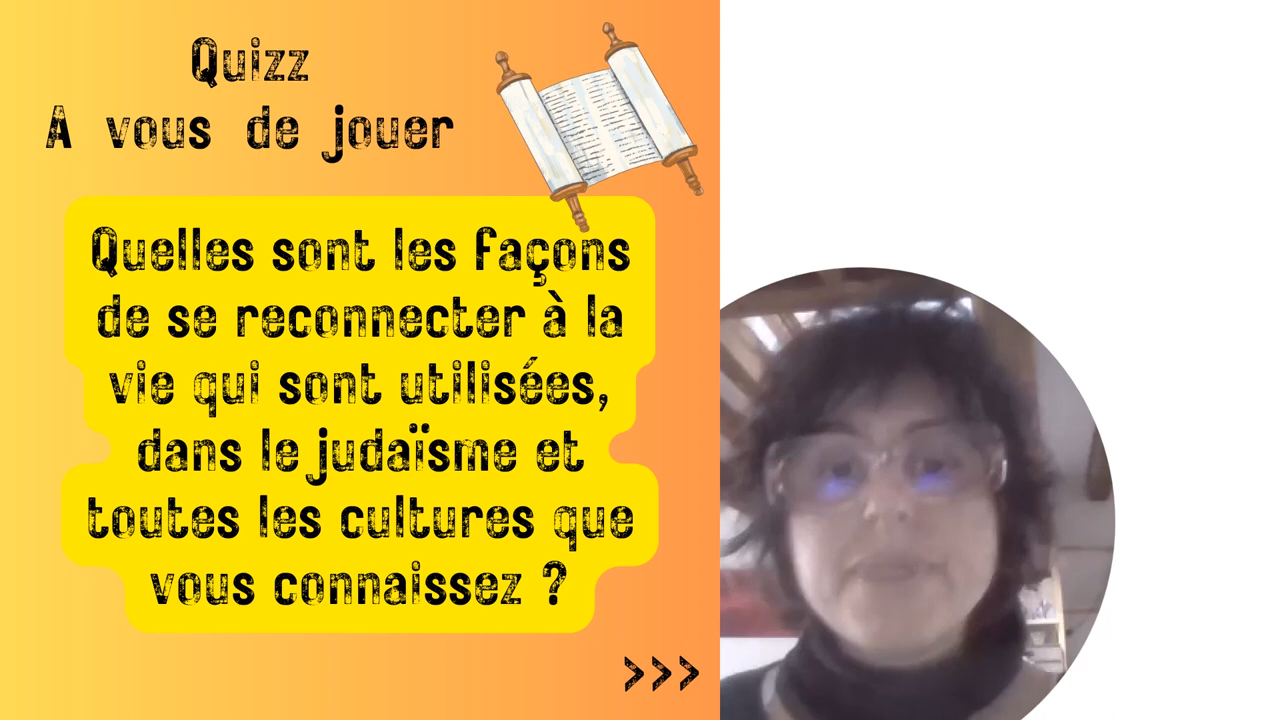 Quizz
A vous de jouer
Quelles sont les façons
de se reconnecter à la
vie qui sont utilisées,
dans le judaïsme et
toutes les cultures que
vous connaissez ?
>>>